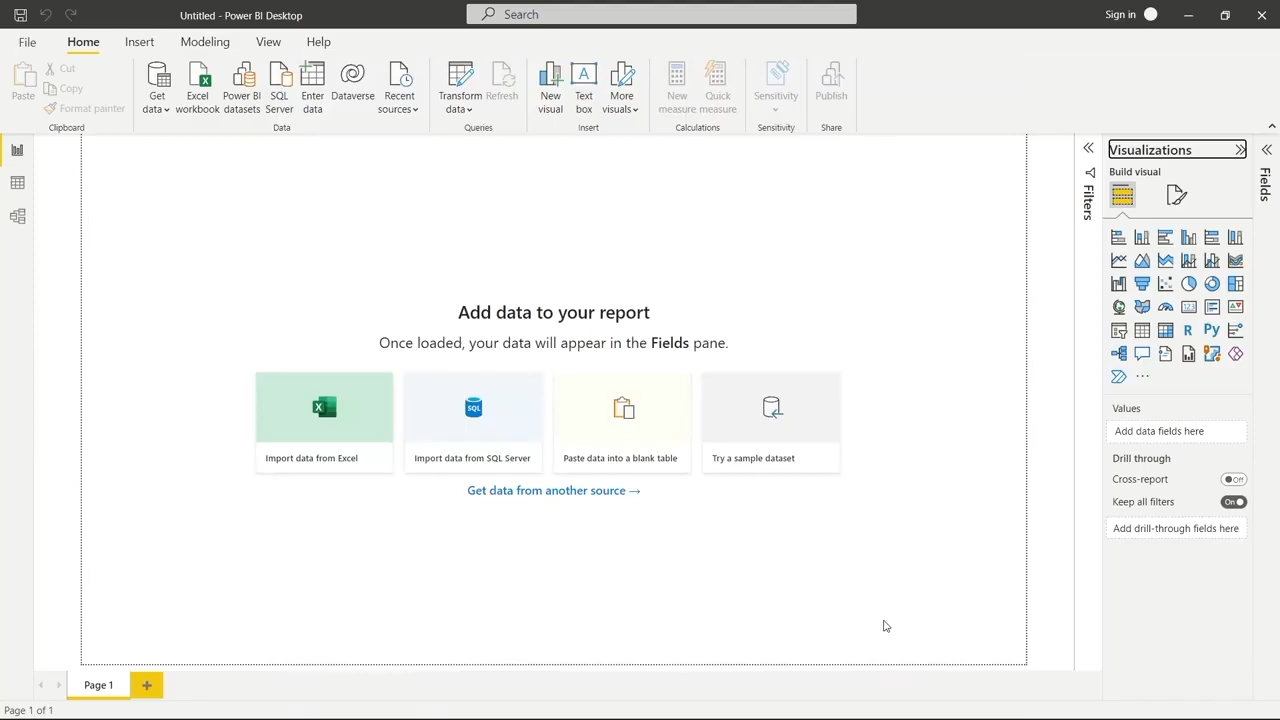 Untitled - Power BI Desktop
Search
Sign in
File Home Insert Modeling View Help
Paste
Cut
Copy
Format painter
Clipboard
Get data
Excel workbook
Power BI datasets
SQL Server
Enter data
Dataverse
Recent sources
Data
Transform data
Refresh
Queries
New visual
Text box
More visuals
Insert
New measure
Quick measure
Calculations
Sensitivity
Sensitivity
Publish
Share
Add data to your report
Once loaded, your data will appear in the Fields pane.
X
SQL
Import data from Excel
Import data from SQL Server
Paste data into a blank table
Try a sample dataset
Get data from another source →
Filters
Visualizations
Build visual
123
R
Py
Values
Add data fields here
Drill through
Cross-report
Off
Keep all filters
On
Add drill-through fields here
Fields
Page 1
Page 1 of 1